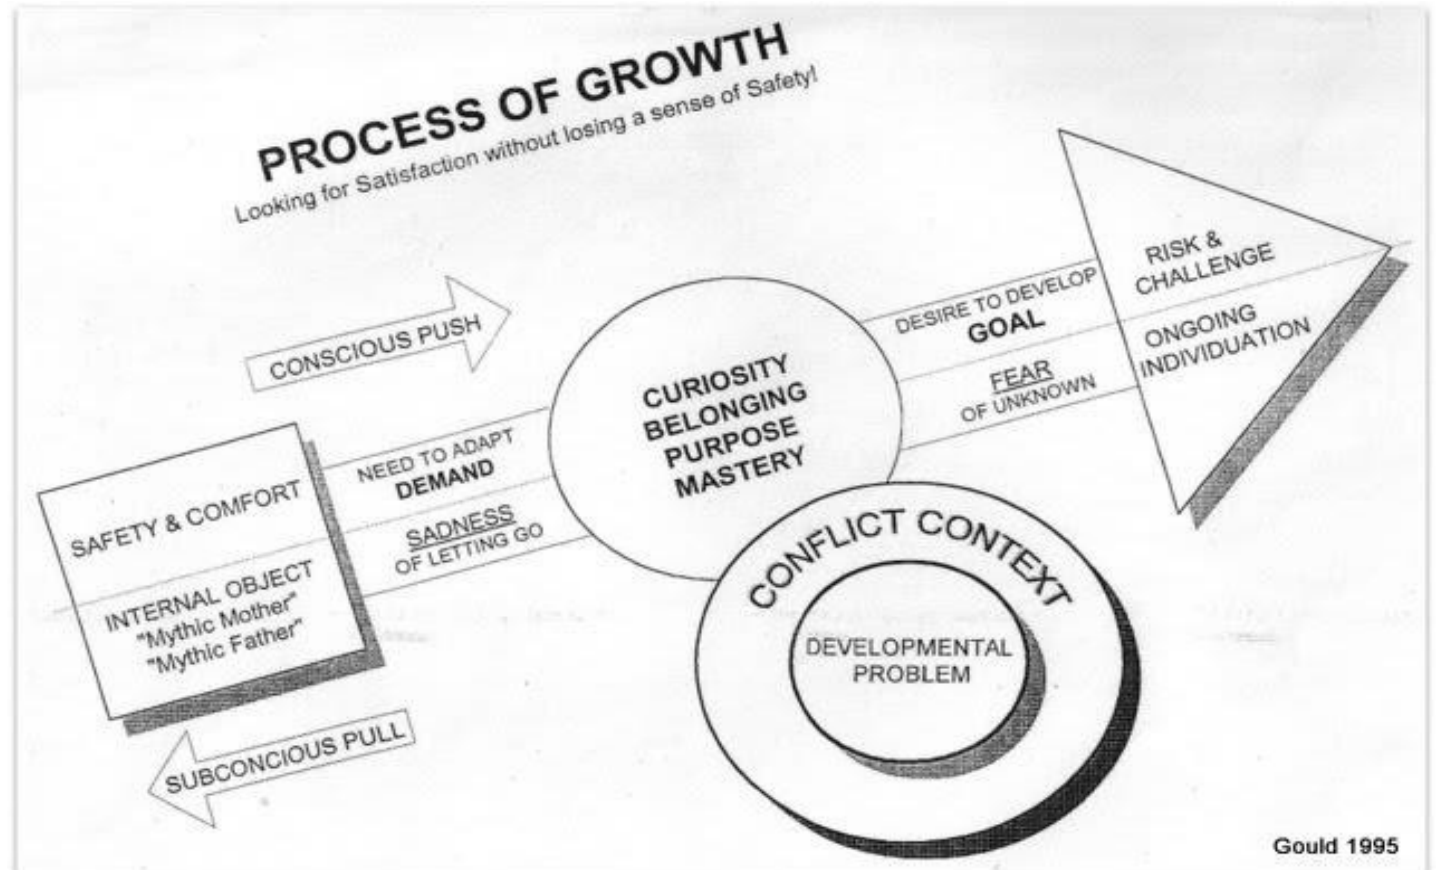 PROCESS OF GROWTH
Looking for Satisfaction without losing a sense of Safety!
CONSCIOUS PUSH
SAFETY & COMFORT
INTERNAL OBJECT
"Mythic Mother"
"Mythic Father"
SUBCONCIOUS PULL
NEED TO ADAPT
DEMAND
SADNESS
OF LETTING GO
CURIOSITY
BELONGING
PURPOSE
MASTERY
CONFLICT CONTEXT
DEVELOPMENTAL
PROBLEM
DESIRE TO DEVELOP
GOAL
FEAR
OF UNKNOWN
RISK &
CHALLENGE
ONGOING
INDIVIDUATION
Gould 1995